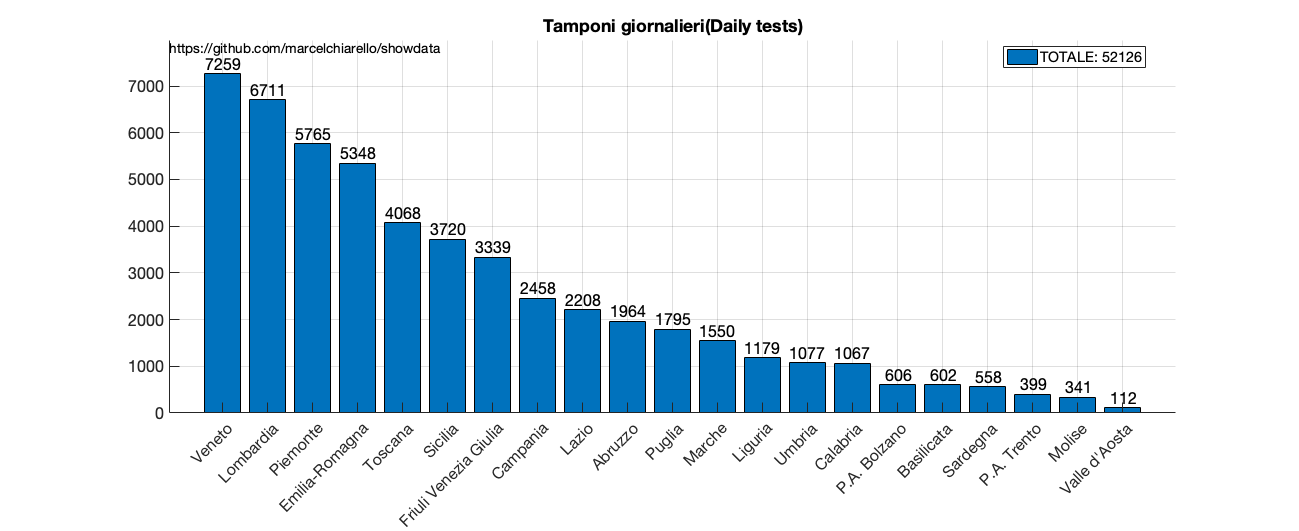 Tamponi giornalieri(Daily tests)
https://github.com/marcelchiarello/showdata
TOTALE: 52126
7259
6711
5765
5348
4068
3720
3339
2458
2208
1964
1795
1550
1179
1077
1067
606
602
558
399
341
112
7000
6000
5000
4000
3000
2000
1000
0
Veneto
Lombardia
Piemonte
Emilia-Romagna
Toscana
Sicilia
Friuli Venezia Giulia
Campania
Lazio
Abruzzo
Puglia
Marche
Liguria
Umbria
Calabria
P.A. Bolzano
Basilicata
Sardegna
P.A. Trento
Molise
Valle d'Aosta